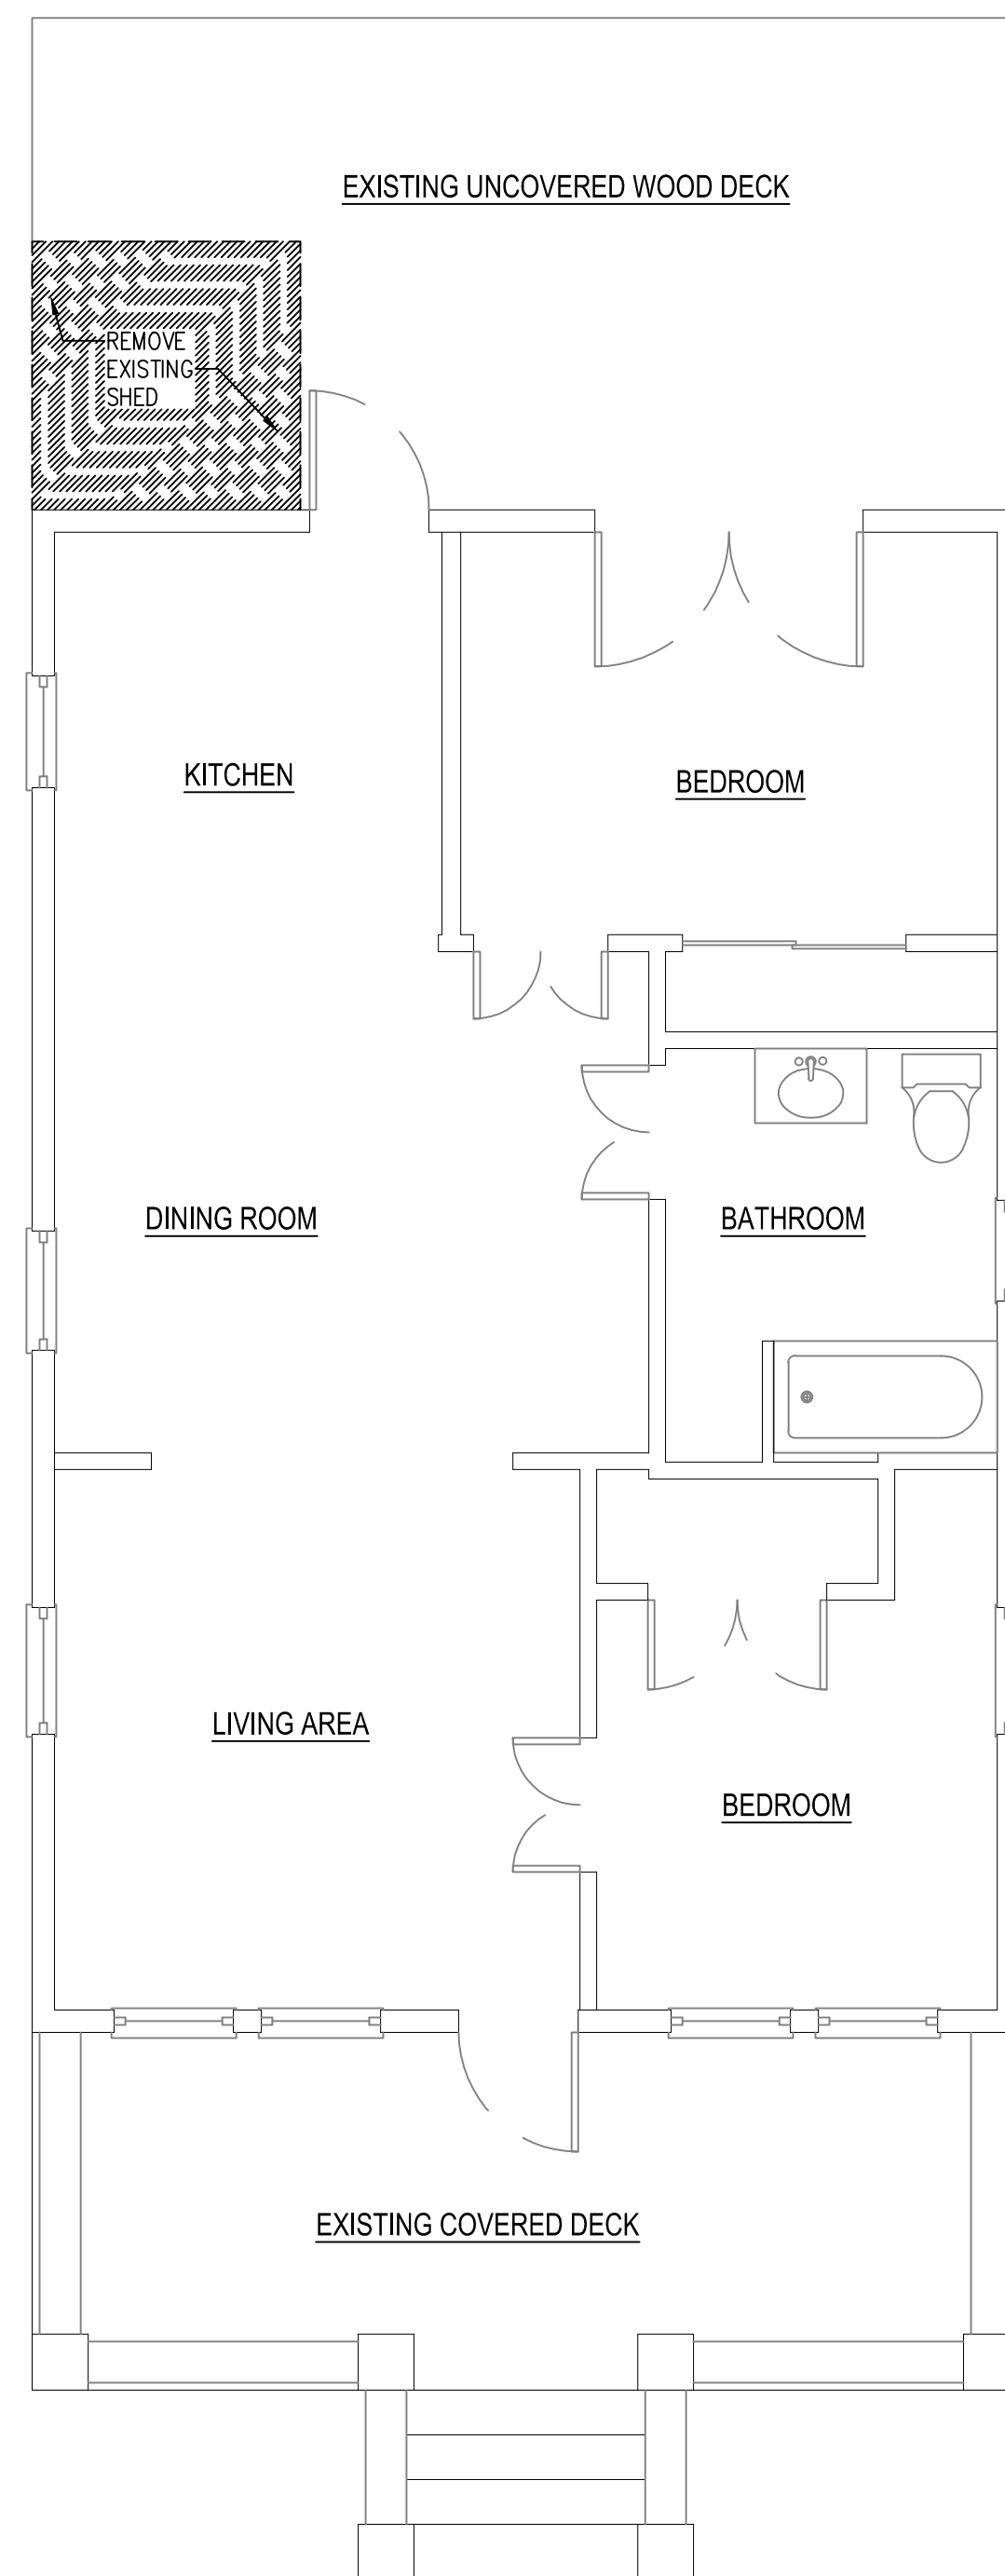 EXISTING UNCOVERED WOOD DECK
REMOVE
EXISTING
SHED
KITCHEN
BEDROOM
DINING ROOM
BATHROOM
LIVING AREA
BEDROOM
EXISTING COVERED DECK